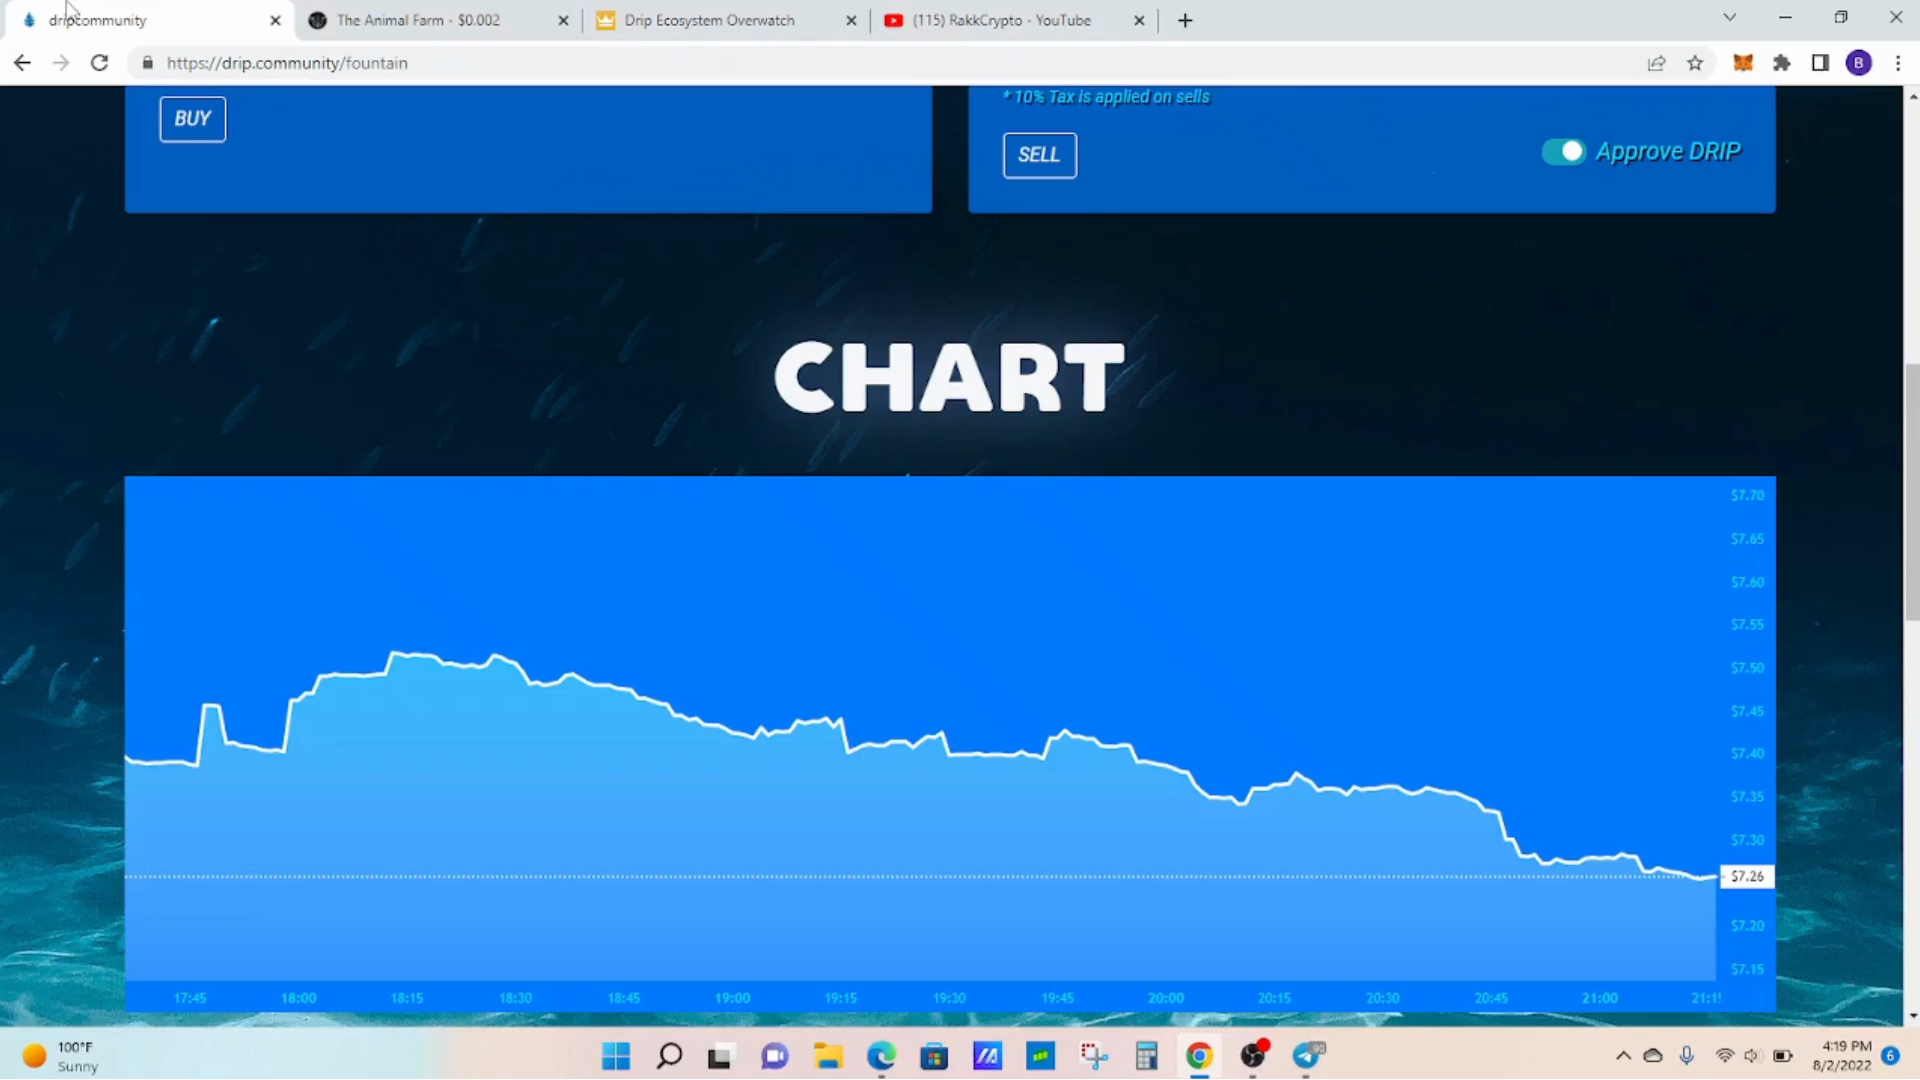 dripcommunity
The Animal Farm - $0.002
Drip Ecosystem Overwatch
(115) RakkCrypto - YouTube
https://drip.community/fountain
B
* 10% Tax is applied on sells
BUY
SELL
Approve DRIP
CHART
$7.70
$7.65
$7.60
$7.55
$7.50
$7.45
$7.40
$7.35
$7.30
$7.26
$7.20
$7.15
17:45 18:00 18:15 18:30 18:45 19:00 19:15 19:30 19:45 20:00 20:15 20:30 20:45 21:00
100°F
Sunny
90
4:19 PM
8/2/2022
6